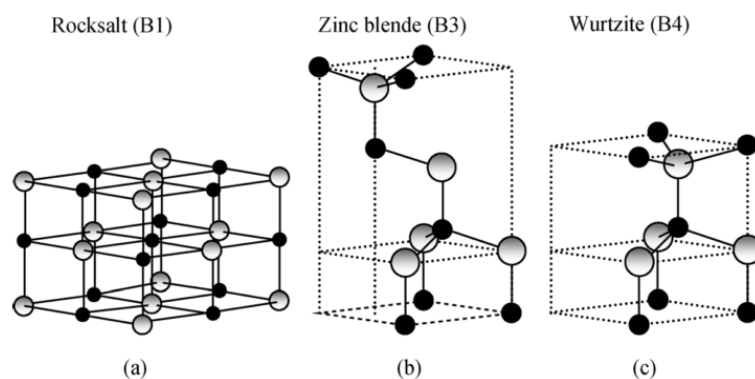 Rocksalt (B1)
Zinc blende (B3)
Wurtzite (B4)
(a)
(b)
(c)